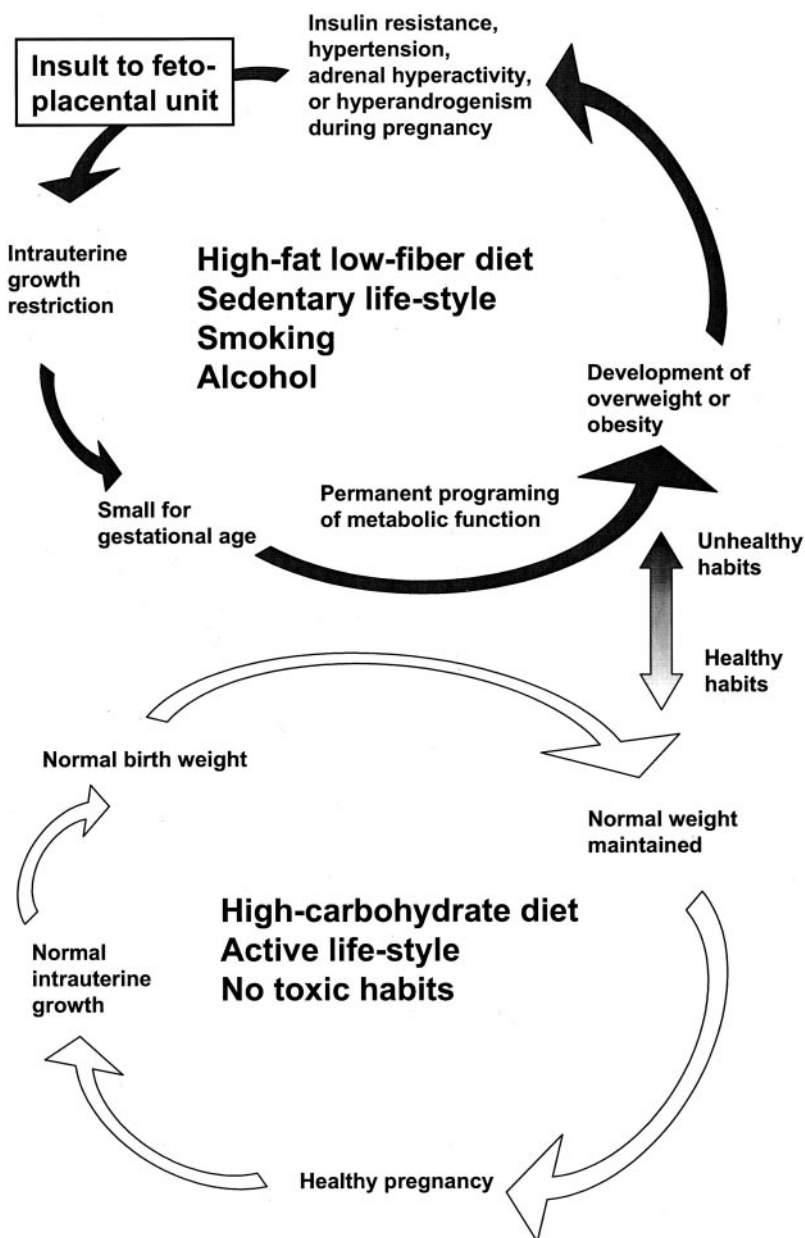 Insulin resistance,
hypertension,
adrenal hyperactivity,
or hyperandrogenism
during pregnancy
Insult to feto-
placental unit
Intrauterine
growth
restriction
High-fat low-fiber diet
Sedentary life-style
Smoking
Alcohol
Development of
overweight or
obesity
Small for
gestational age
Permanent programing
of metabolic function
Unhealthy
habits
Healthy
habits
Normal birth weight
Normal weight
maintained
High-carbohydrate diet
Active life-style
No toxic habits
Normal
intrauterine
growth
Healthy pregnancy